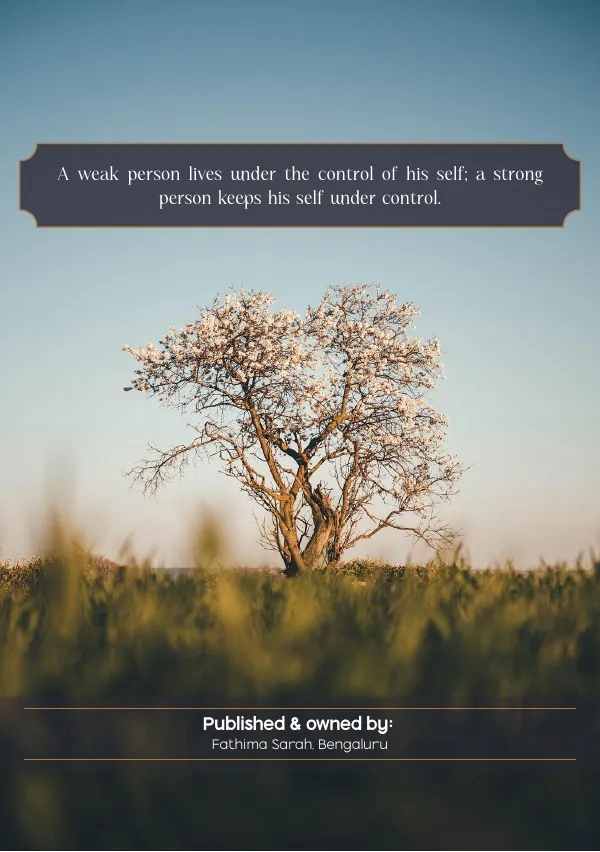 A weak person lives under the control of his self; a strong
person keeps his self under control.
Published & owned by:
Fathima Sarah. Bengaluru